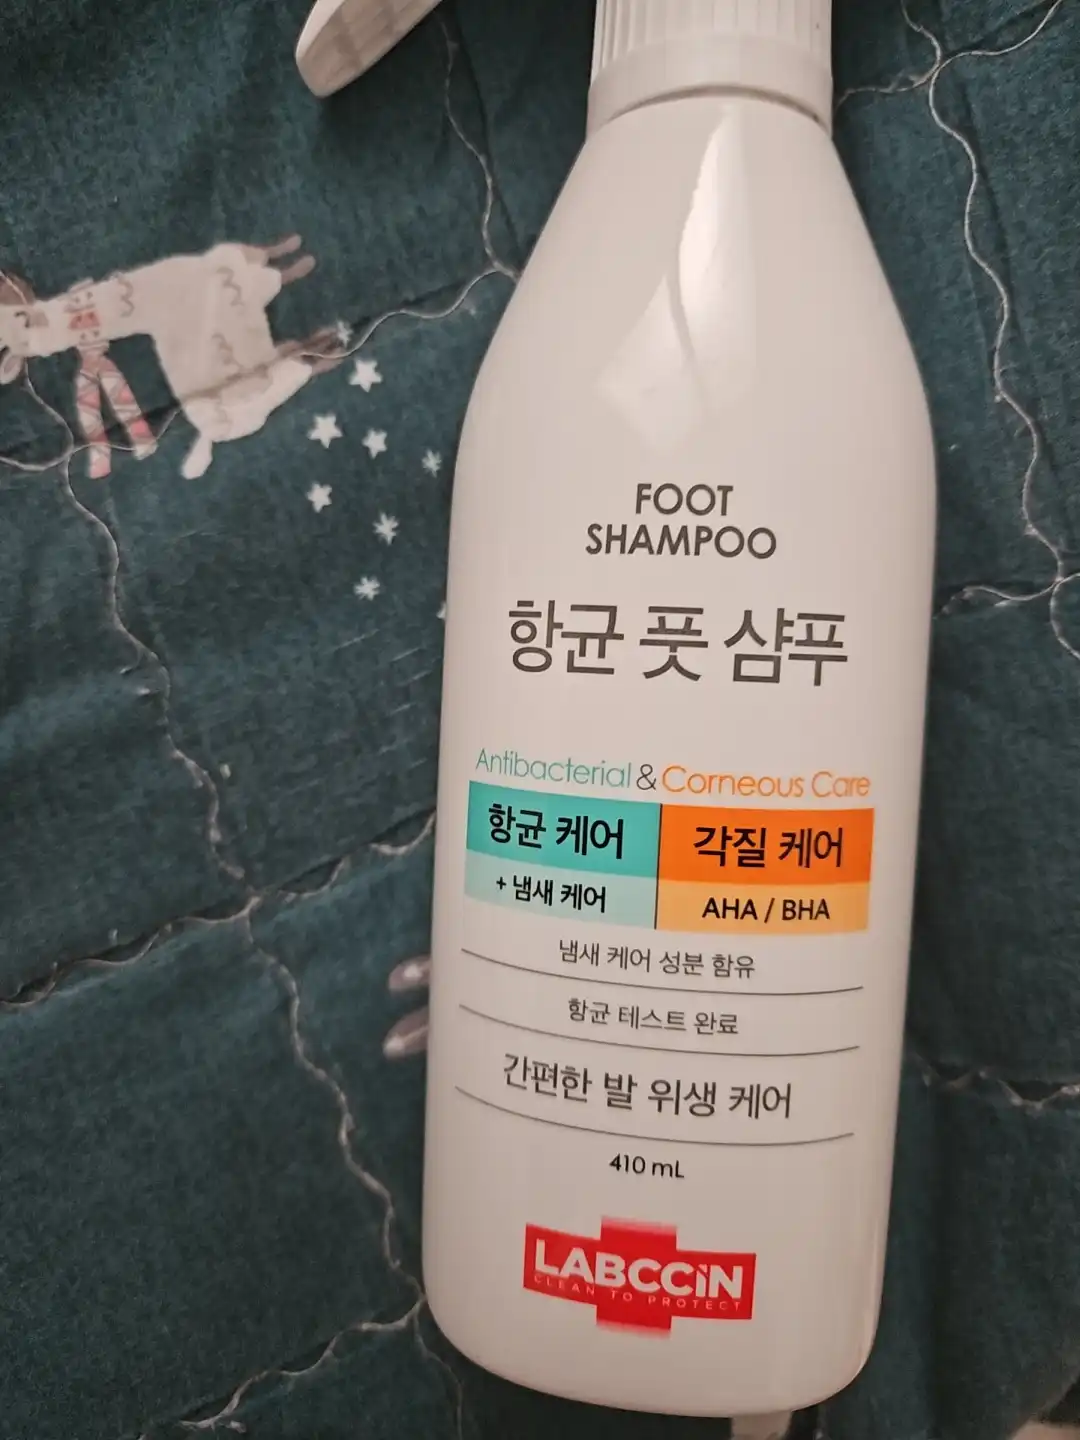 FOOT
SHAMPOO
항균 풋 샴푸
Antibacterial & Corneous Care
항균 케어 각질 케어
+ 냄새 케어 AHA / BHA
냄새 케어 성분 함유
항균 테스트 완료
간편한 발 위생 케어
410 mL
LABCCiN
CLEAN TO PROTECT